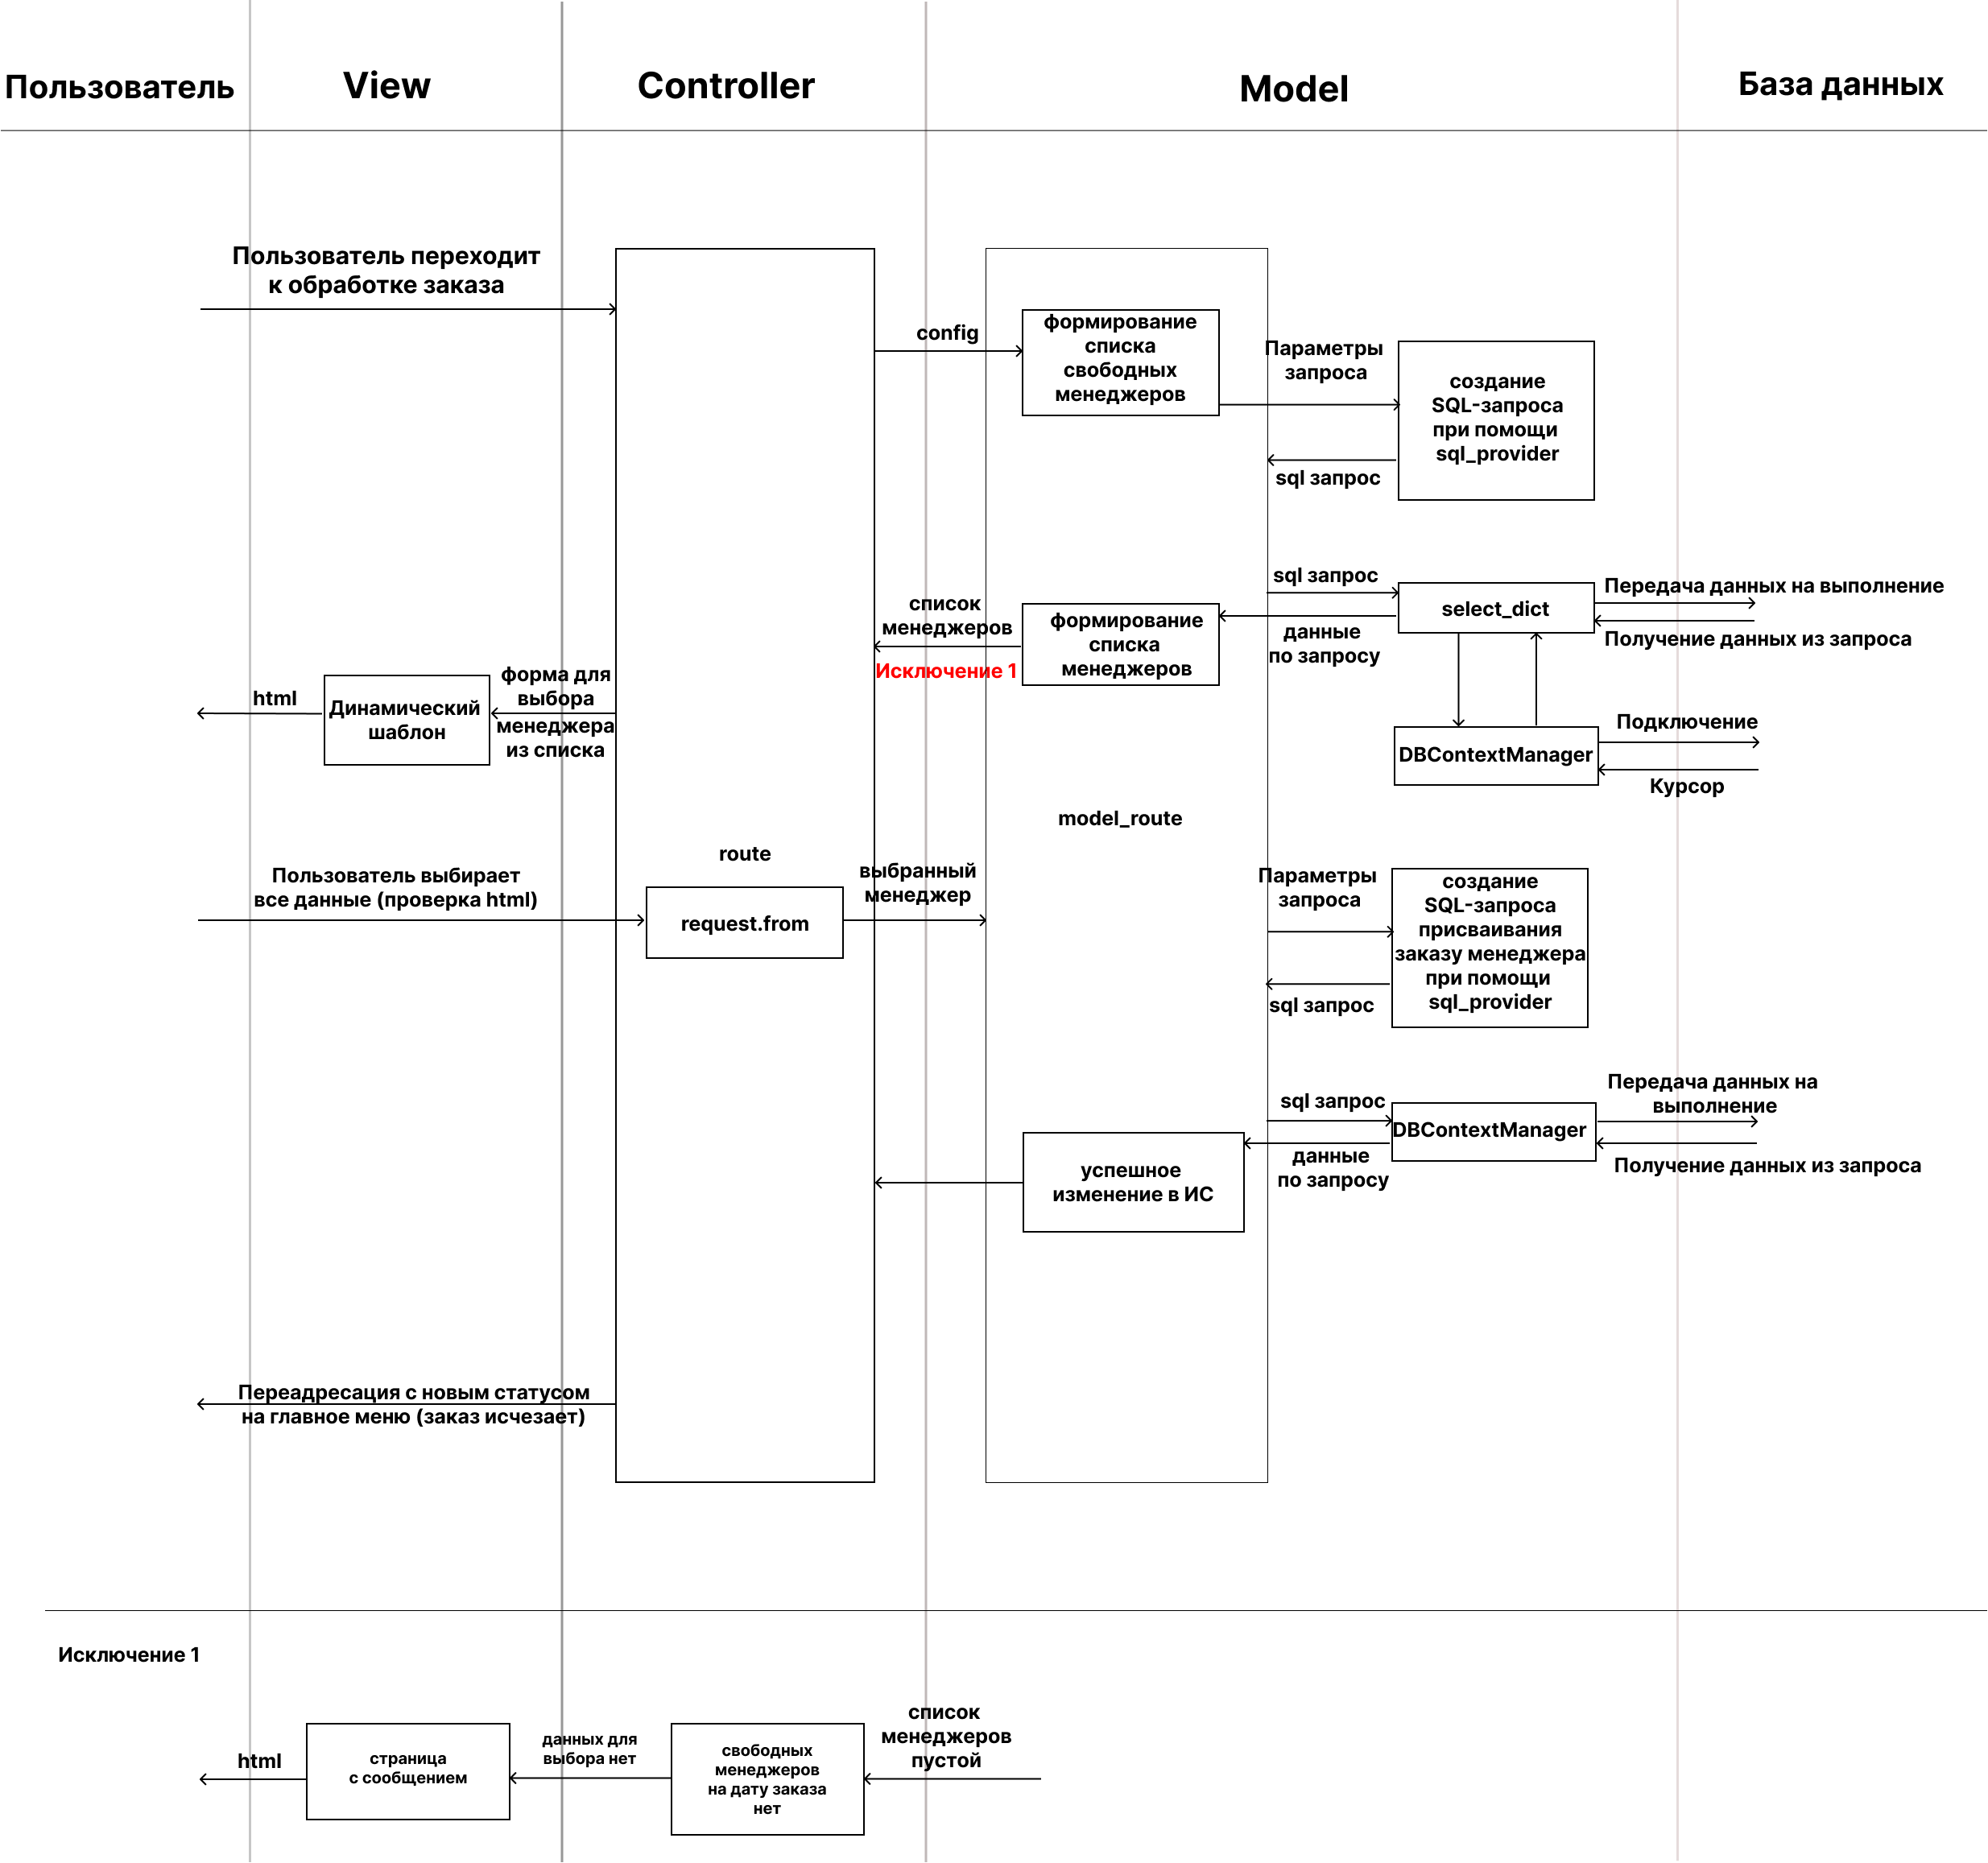 Пользователь
View
Controller
Model
База данных
Пользователь переходит
к обработке заказа
config
формирование
списка
свободных
менеджеров
Параметры
запроса
создание
SQL-запроса
при помощи
sql_provider
sql запрос
sql запрос
select_dict
Передача данных на выполнение
Получение данных из запроса
данные
по запросу
формирование
списка
менеджеров
список
менеджеров
Исключение 1
форма для
выбора
менеджера
из списка
Динамический
шаблон
html
DBContextManager
Подключение
Курсор
model_route
route
Пользователь выбирает
все данные (проверка html)
request.from
выбранный
менеджер
Параметры
запроса
создание
SQL-запроса
присваивания
заказу менеджера
при помощи
sql_provider
sql запрос
sql запрос
DBContextManager
Передача данных на
выполнение
Получение данных из запроса
данные
по запросу
успешное
изменение в ИС
Переадресация с новым статусом
на главное меню (заказ исчезает)
Исключение 1
список
менеджеров
пустой
свободных
менеджеров
на дату заказа
нет
данных для
выбора нет
страница
с сообщением
html